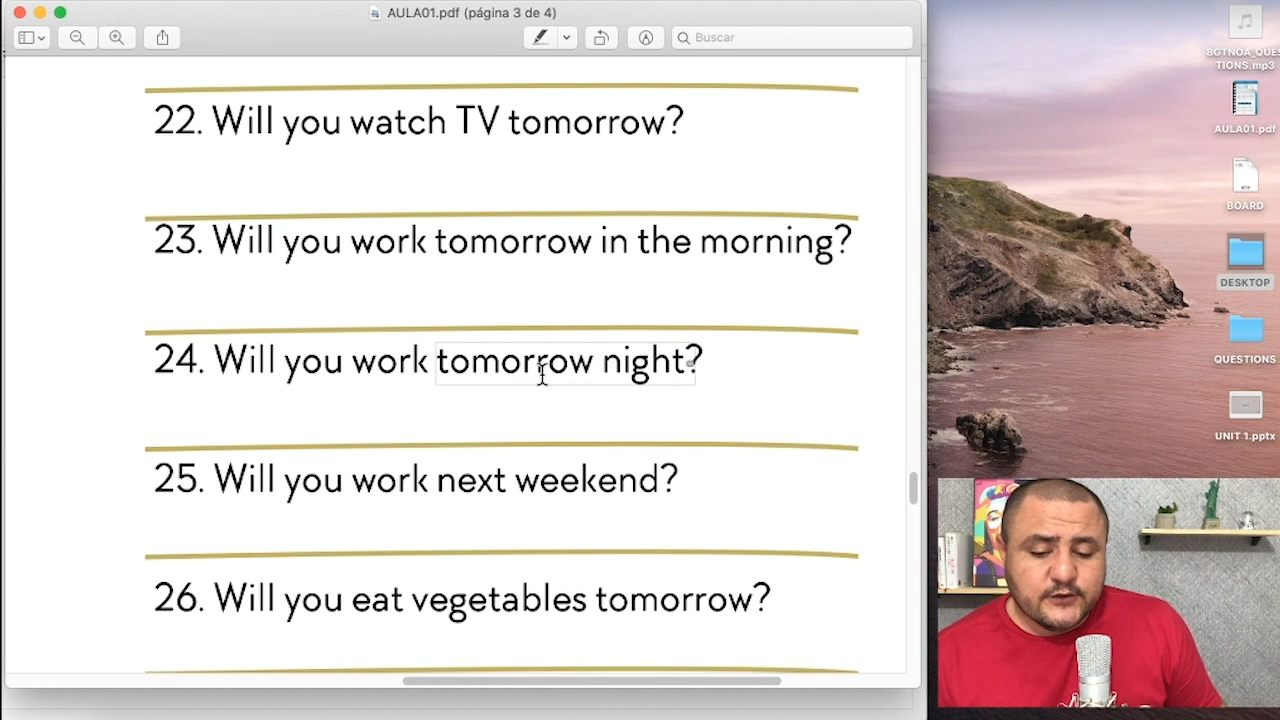 AULA01.pdf (página 3 de 4)
Buscar
22. Will you watch TV tomorrow?
23. Will you work tomorrow in the morning?
24. Will you work tomorrow night?
25. Will you work next weekend?
26. Will you eat vegetables tomorrow?
TIONS.mp3
AULA01.pdf
BOARD
DESKTOP
QUESTIONS
UNIT 1.pptx